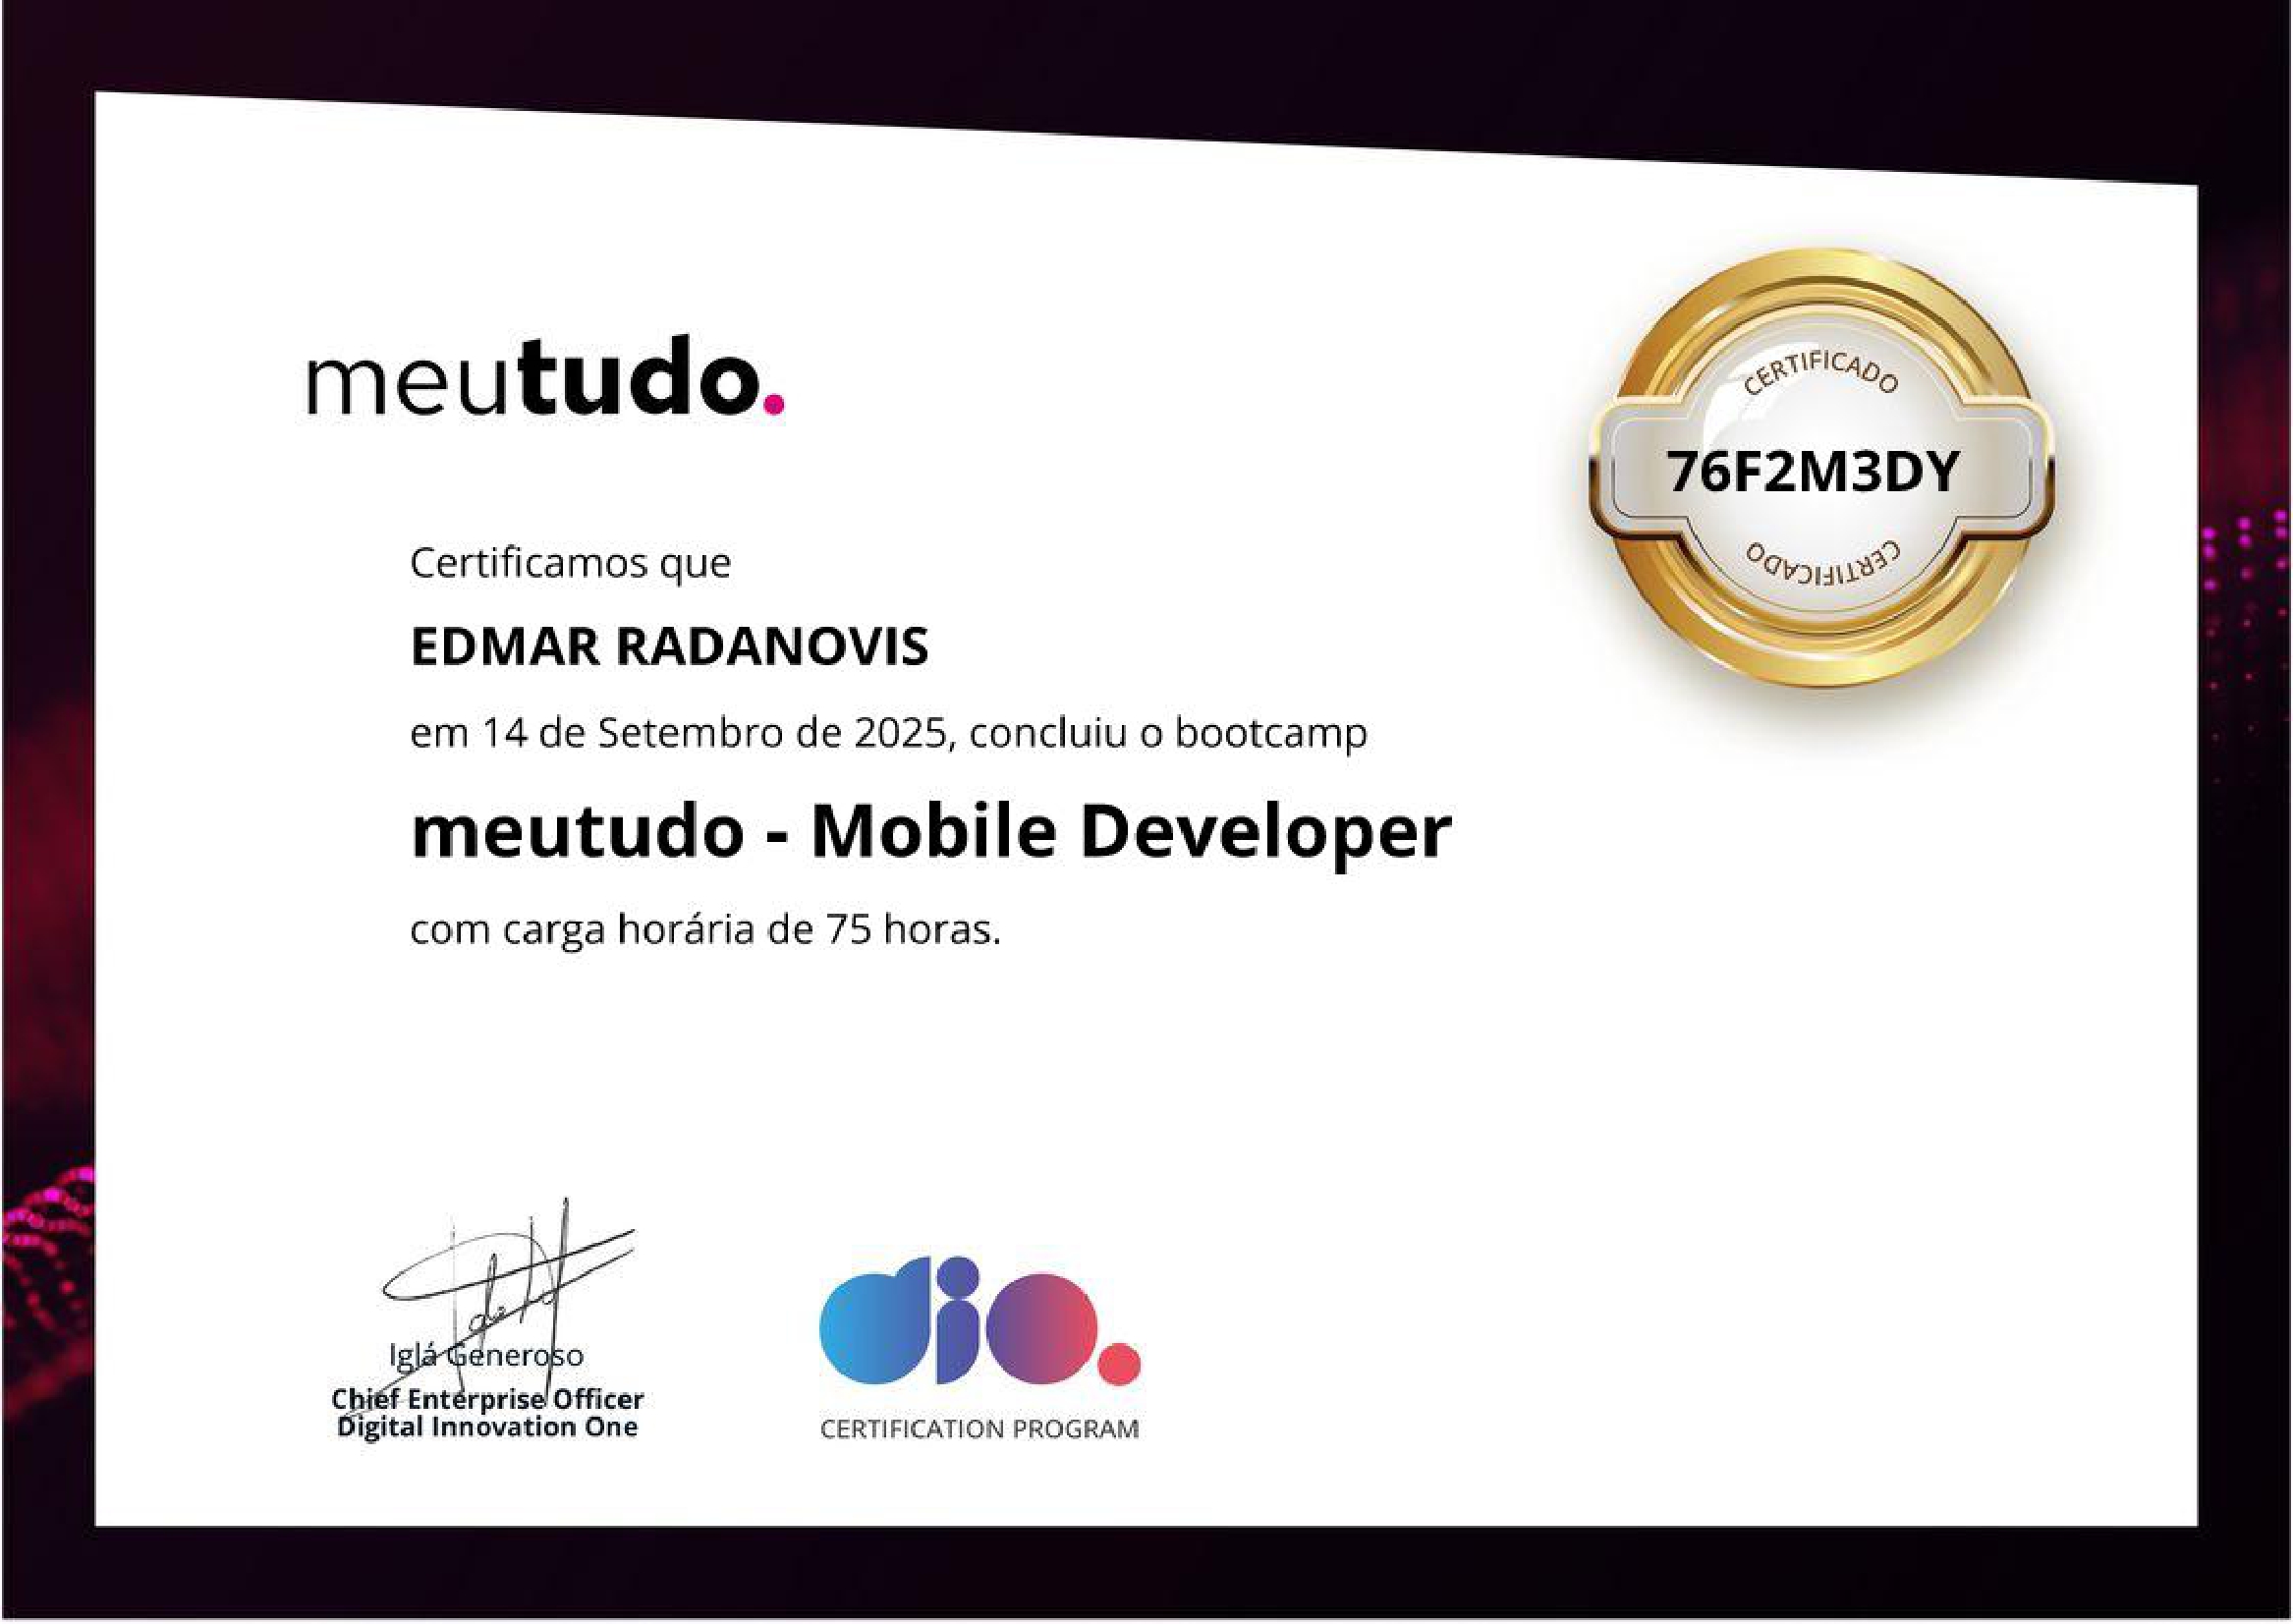 meutudo.
CERTIFICADO
76F2M3DY
CERTIFICADO
Certificamos que
EDMAR RADANOVIS
em 14 de Setembro de 2025, concluiu o bootcamp
meutudo - Mobile Developer
com carga horária de 75 horas.
Iglá Generoso
Chief Enterprise Officer
Digital Innovation One
dio.
CERTIFICATION PROGRAM